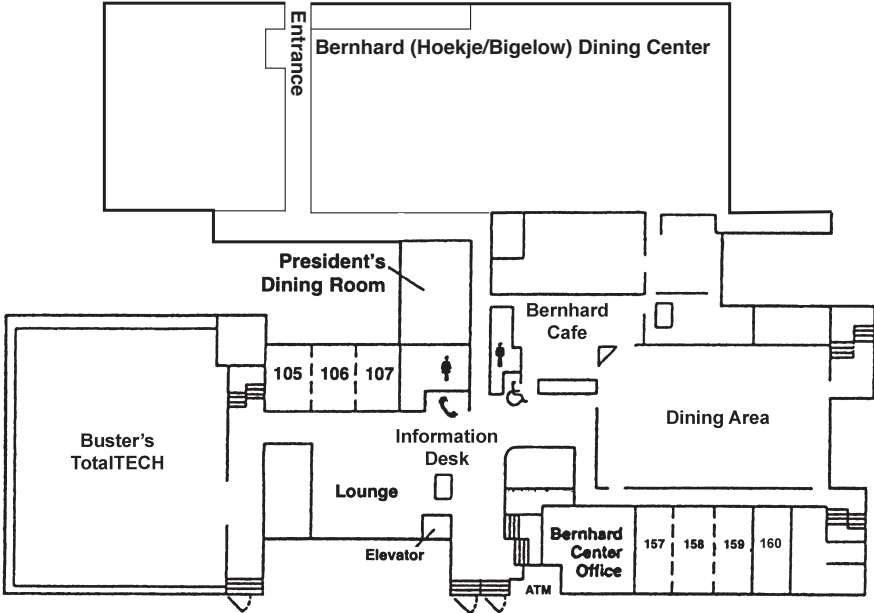 Entrance
Bernhard (Hoekje/Bigelow) Dining Center
President's
Dining Room
Bernhard
Cafe
105
106
107
Dining Area
Buster's
TotalTECH
Information
Desk
Lounge
Elevator
Bernhard
Center
Office
157
158
159
160
ATM